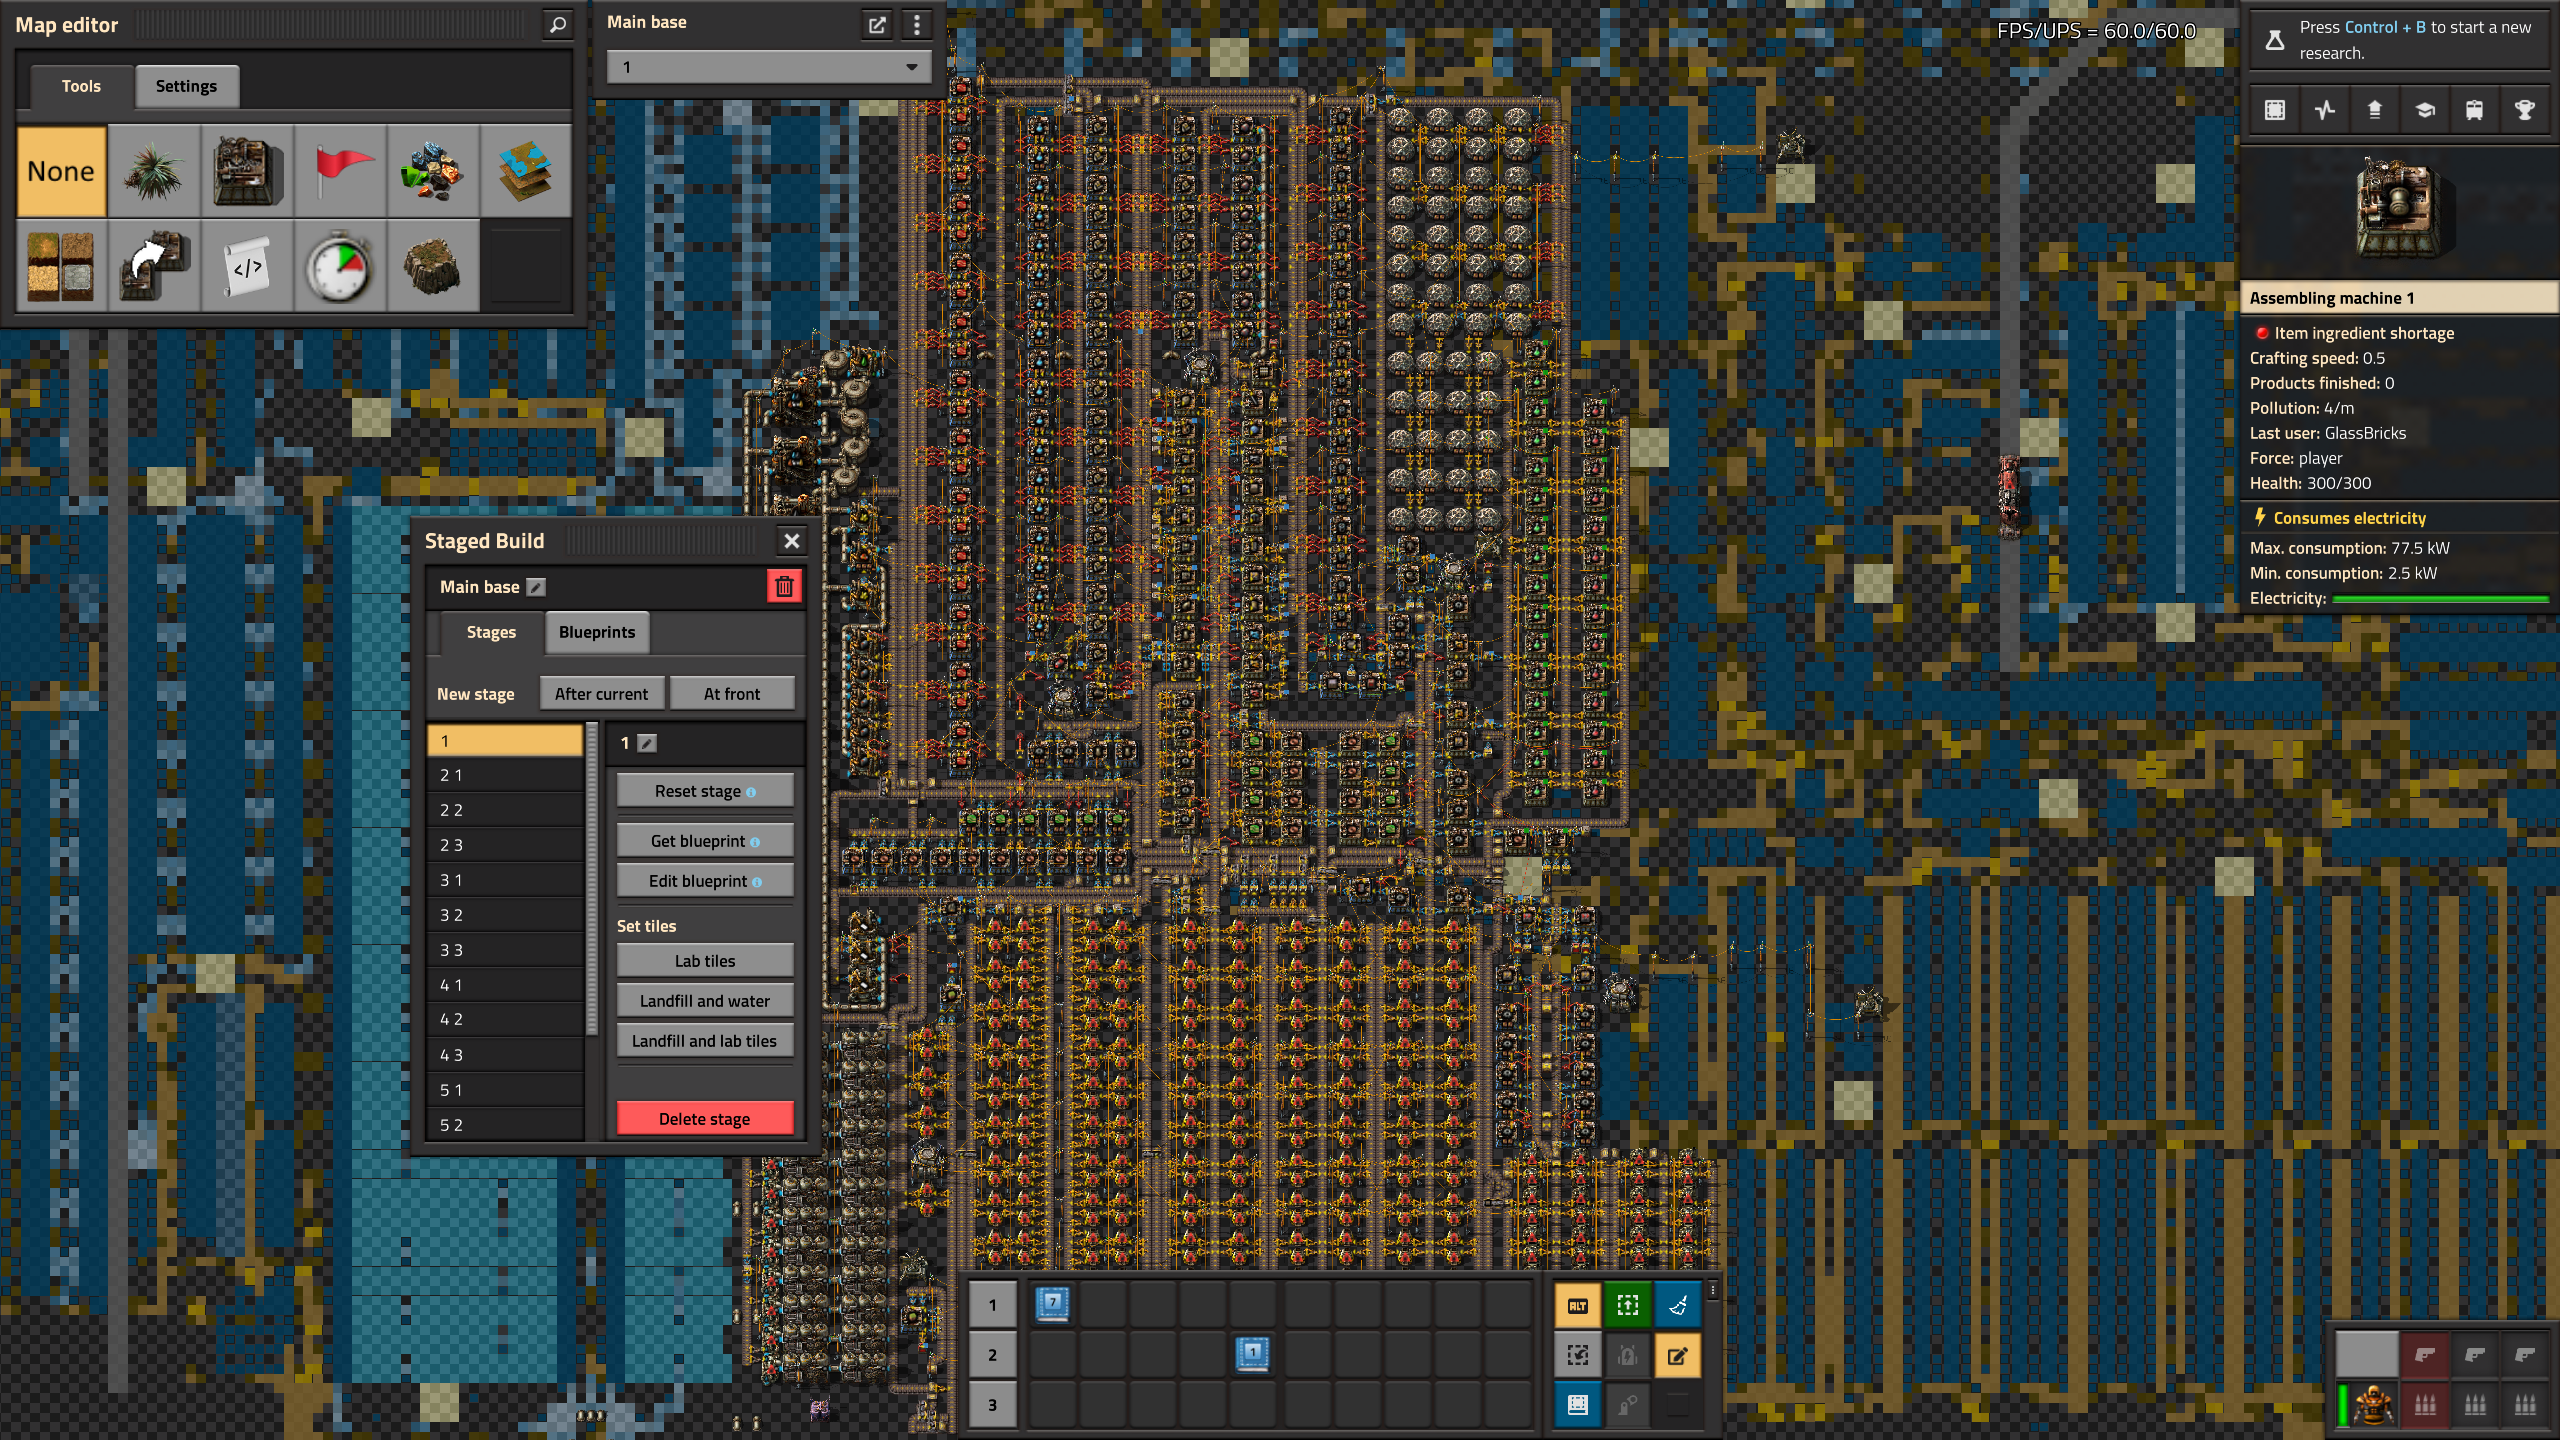 Map editor
Tools
Settings
None
</>
Main base
1
FPS/UPS = 60.0/60.0
Press Control + B to start a new
research.
Assembling machine 1
Item ingredient shortage
Crafting speed: 0.5
Products finished: 0
Pollution: 4/m
Last user: GlassBricks
Force: player
Health: 300/300
Consumes electricity
Max. consumption: 77.5 kW
Min. consumption: 2.5 kW
Electricity:
Staged Build
Main base
Stages
Blueprints
New stage
After current
At front
1
2 1
2 2
2 3
3 1
3 2
3 3
4 1
4 2
4 3
5 1
5 2
1
Reset stage
Get blueprint
Edit blueprint
Set tiles
Lab tiles
Landfill and water
Landfill and lab tiles
Delete stage
1
7
2
1
3
ALT